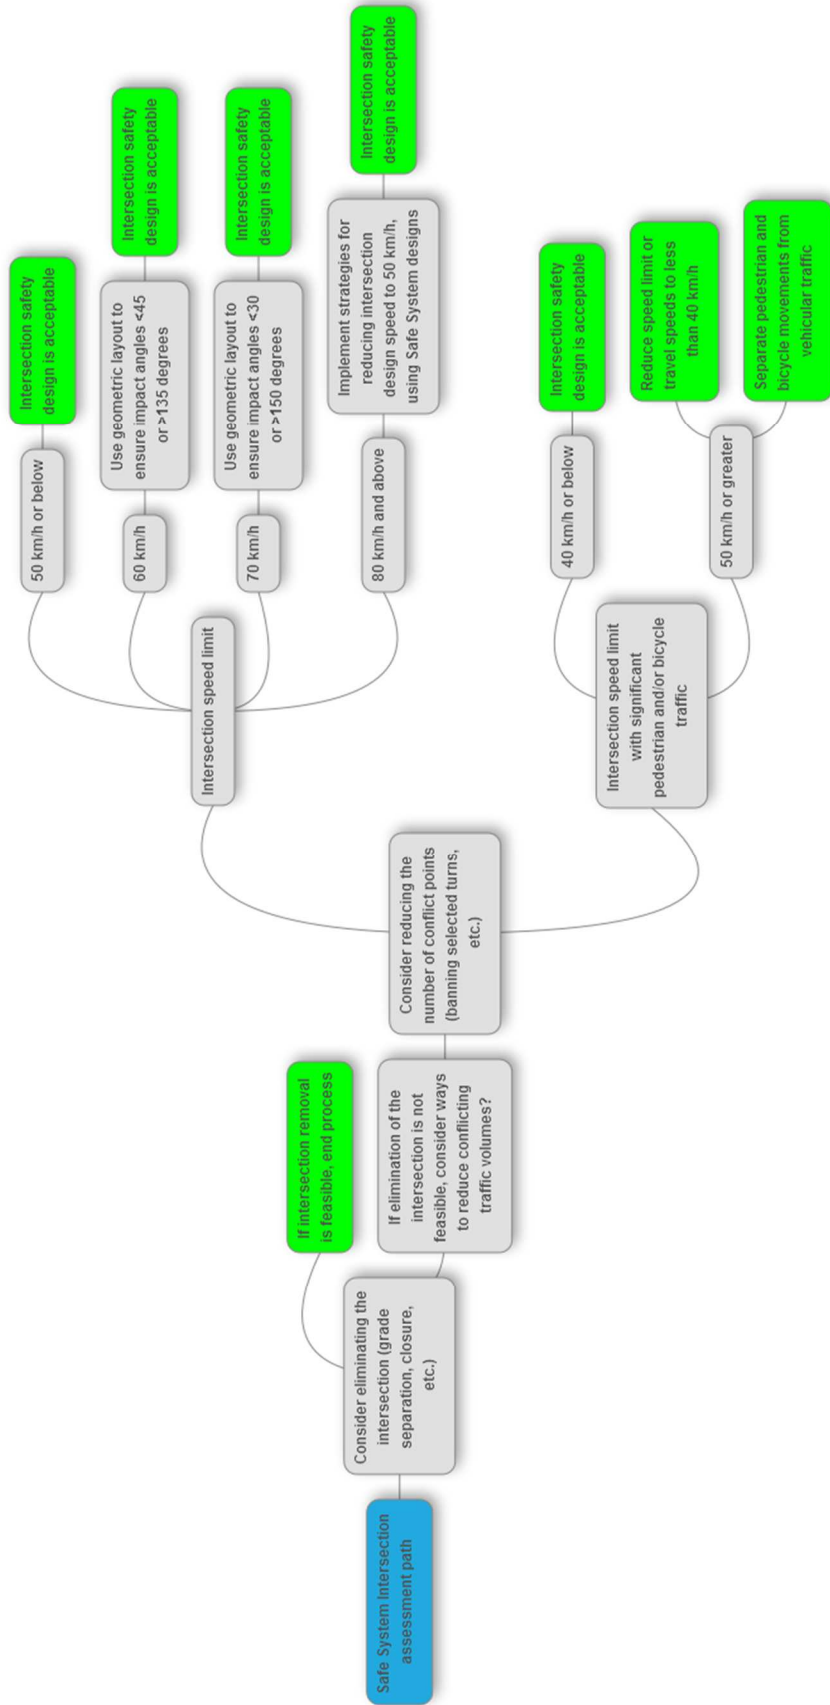 Safe System Intersection
assessment path
Consider eliminating the
intersection (grade
separation, closure,
etc.)
If intersection removal
is feasible, end process
If elimination of the
intersection is not
feasible, consider ways
to reduce conflicting
traffic volumes?
Consider reducing the
number of conflict points
(banning selected turns,
etc.)
Intersection speed limit
50 km/h or below
Intersection safety
design is acceptable
60 km/h
Use geometric layout to
ensure impact angles <45
or >135 degrees
Intersection safety
design is acceptable
70 km/h
Use geometric layout to
ensure impact angles <30
or >150 degrees
Intersection safety
design is acceptable
80 km/h and above
Implement strategies for
reducing intersection
design speed to 50 km/h,
using Safe System designs
Intersection safety
design is acceptable
Intersection speed limit
with significant
pedestrian and/or bicycle
traffic
40 km/h or below
Intersection safety
design is acceptable
50 km/h or greater
Reduce speed limit or
travel speeds to less
than 40 km/h
Separate pedestrian and
bicycle movements from
vehicular traffic